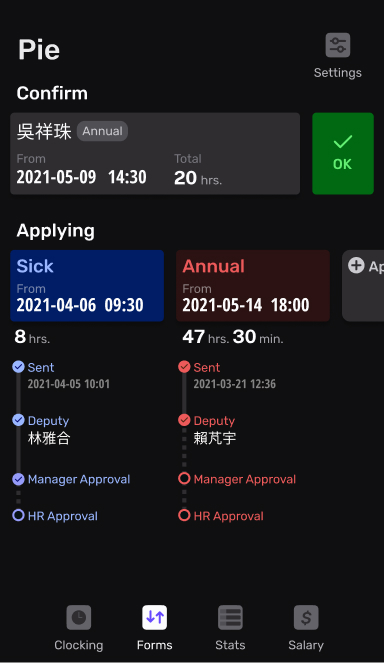 Pie
Settings
Confirm
吳祥珠 Annual
From Total
2021-05-09 14:30 20 hrs.
OK
Applying
Sick
From
2021-04-06 09:30
8 hrs.
Sent
2021-04-05 10:01
Deputy
林雅合
Manager Approval
HR Approval
Annual
From
2021-05-14 18:00
47 hrs. 30 min.
Sent
2021-03-21 12:36
Deputy
賴芃宇
Manager Approval
HR Approval
Clocking Forms Stats Salary